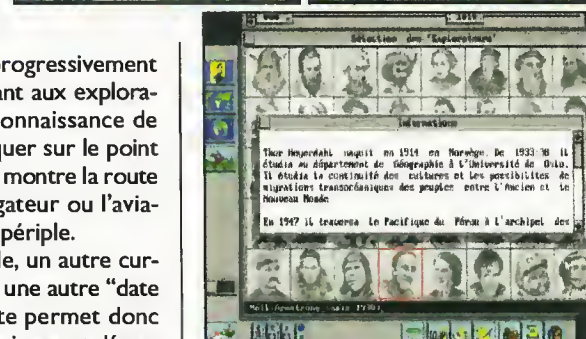 rogressivement
ant aux explora-
onnaissance de
quer sur le point
montre la route
gateur ou l'avia-
périple.
le, un autre cur-
une autre "date
te permet donc
Sélection des "Explorateurs"
Informations
Thor Heyerdahl naquit en 1914 en Norvège. De 1933-38 il
étudia au département de Géographie à l'Université de Oslo.
Il étudia la continuité des cultures et les possibilités de
migrations transocéaniques des peuples entre l'Ancien et le
Nouveau Monde
En 1947 il traversa le Pacifique du Pérou à l'archipel des